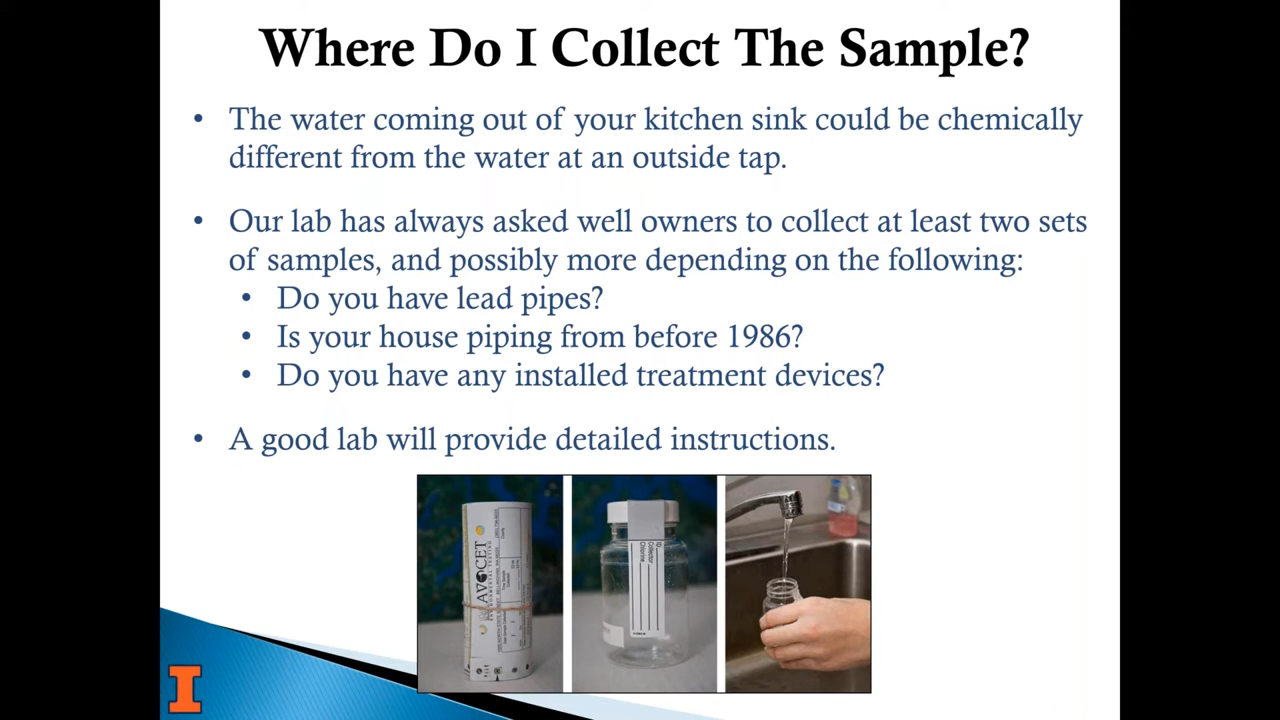 Where Do I Collect The Sample?
• The water coming out of your kitchen sink could be chemically
different from the water at an outside tap.
• Our lab has always asked well owners to collect at least two sets
of samples, and possibly more depending on the following:
• Do you have lead pipes?
• Is your house piping from before 1986?
• Do you have any installed treatment devices?
• A good lab will provide detailed instructions.
AVOCET
ID
Collector
Chlorine
I